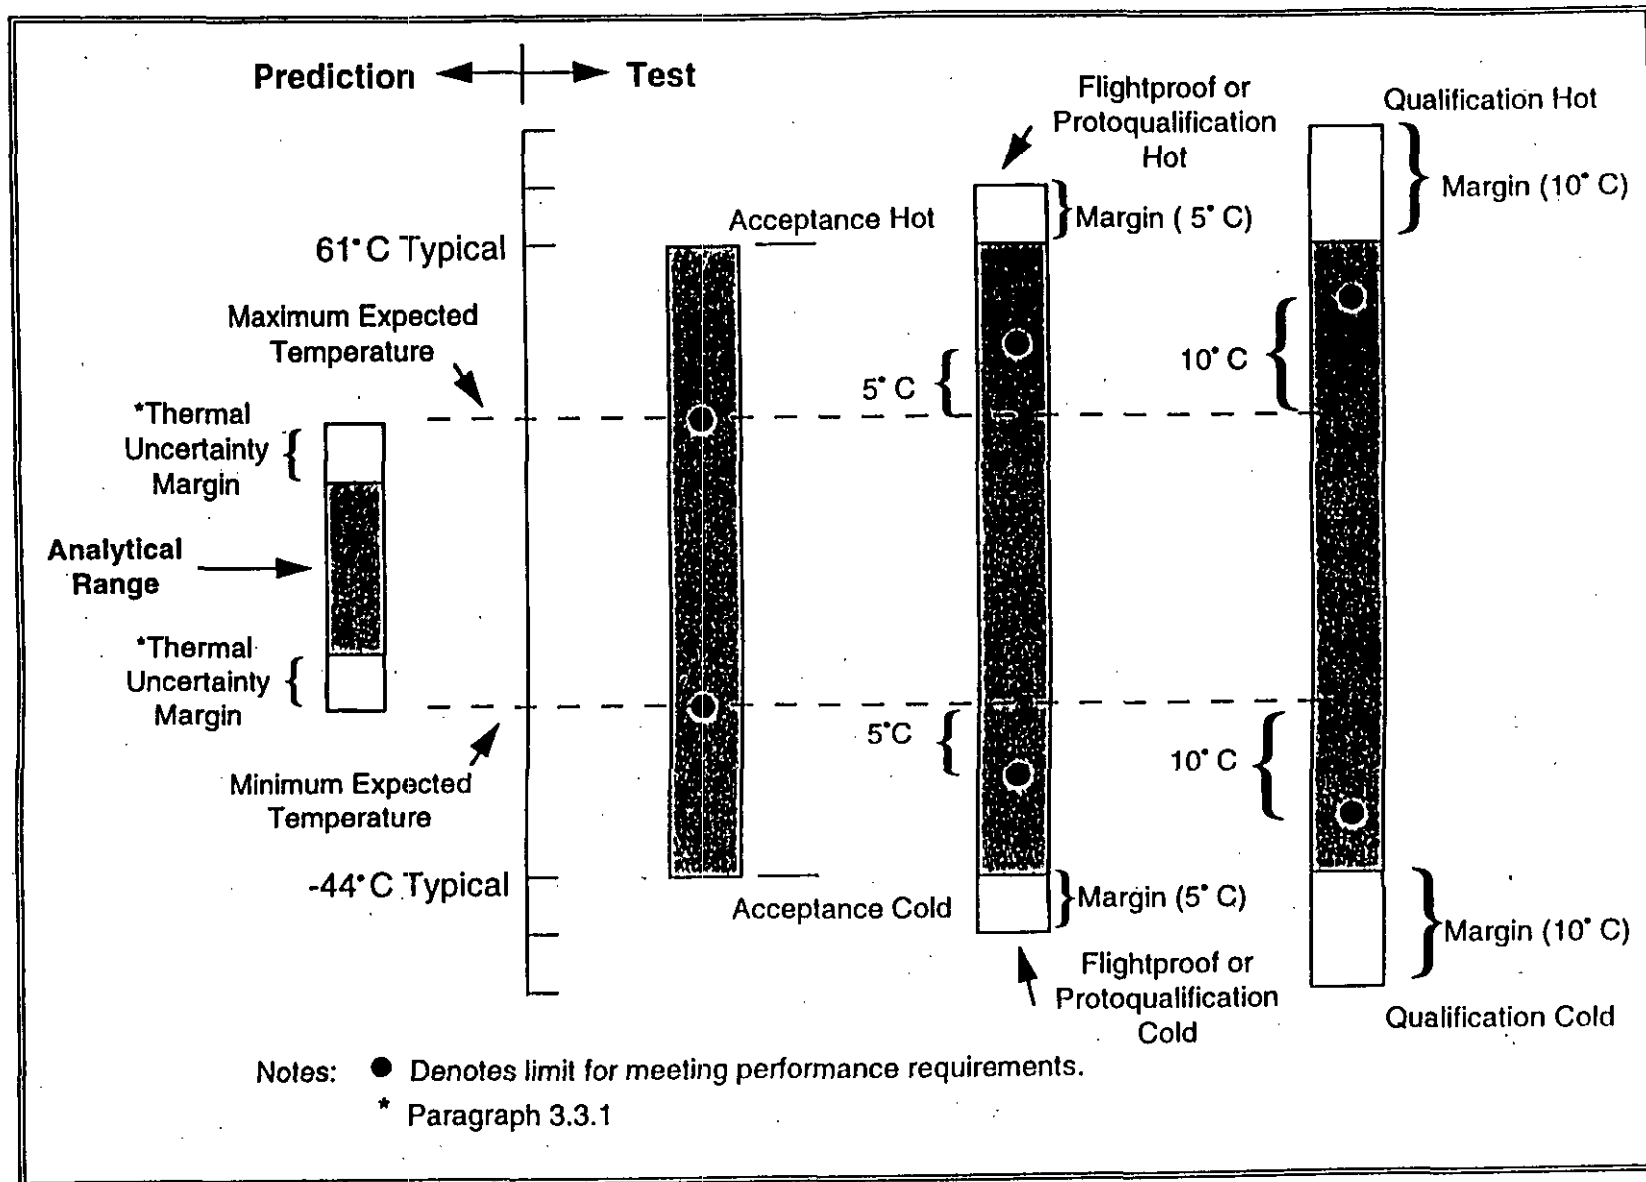 Prediction
Test
Flightproof or
Protoqualification
Hot
Qualification Hot
Margin (10° C)
Margin ( 5° C)
Acceptance Hot
61°C Typical
Maximum Expected
Temperature
5° C
10° C
*Thermal
Uncertainty
Margin
Analytical
Range
*Thermal
Uncertainty
Margin
5°C
10° C
Minimum Expected
Temperature
-44°C Typical
Acceptance Cold
Margin (5° C)
Margin (10° C)
Flightproof or
Protoqualification
Cold
Qualification Cold
Notes: ● Denotes limit for meeting performance requirements.
* Paragraph 3.3.1